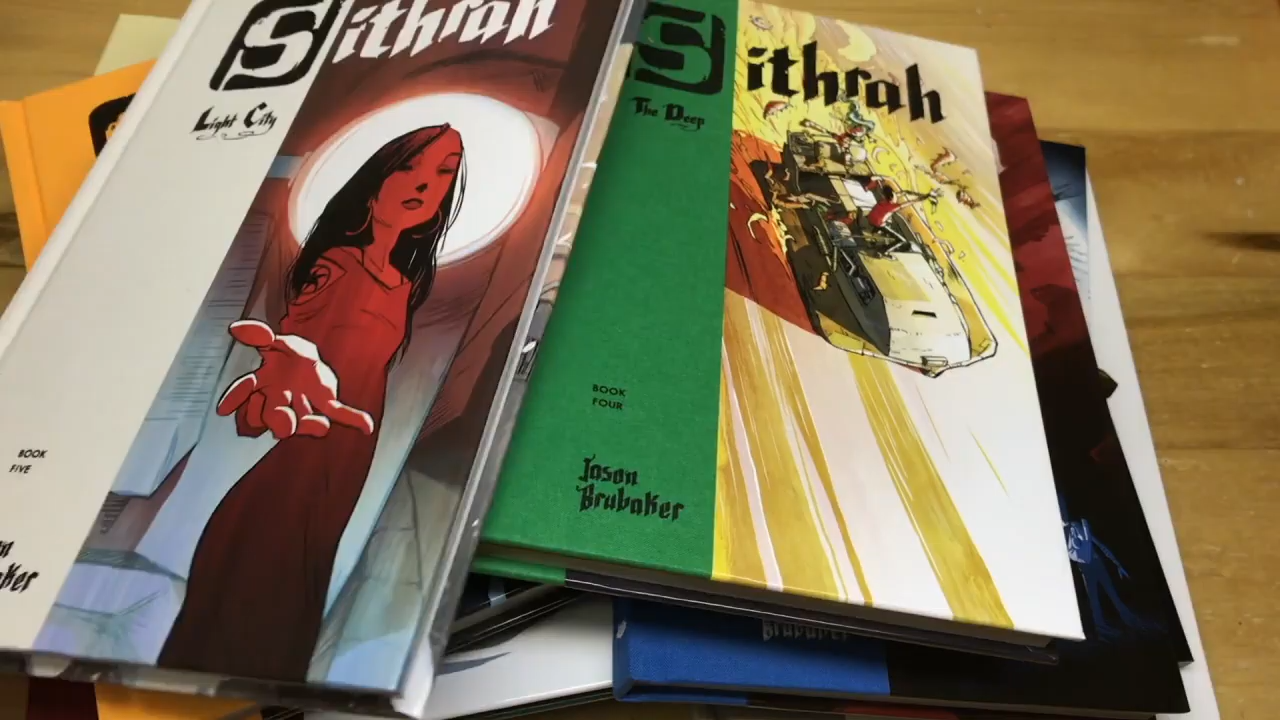 Sithrah
Light City
BOOK
FIVE
Sithrah
The Deep
BOOK
FOUR
Jason
Brubaker
Brubaker